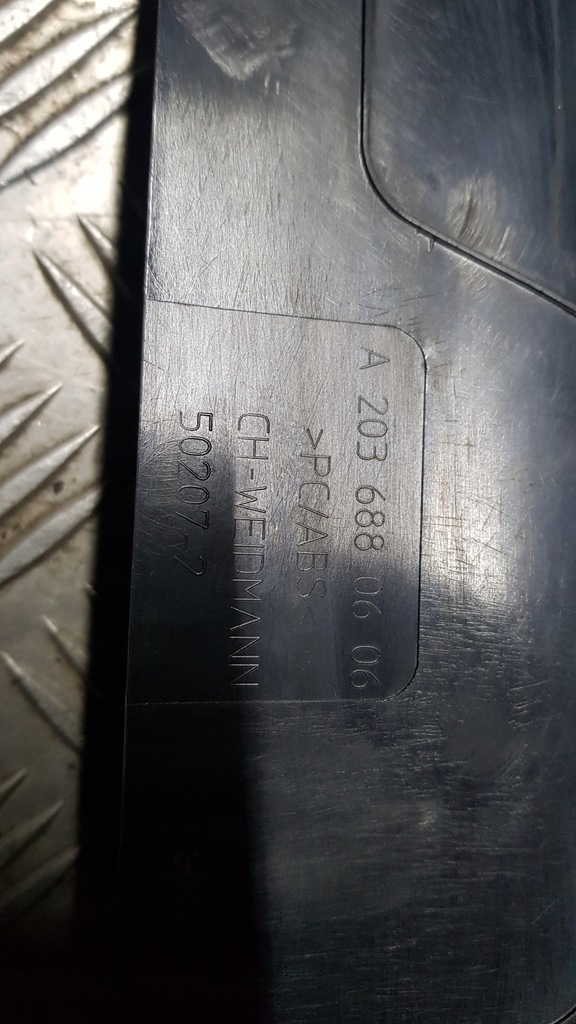 A 203 688 06 06
>PC/ABS<
CH-WEIDMANN
50207-2